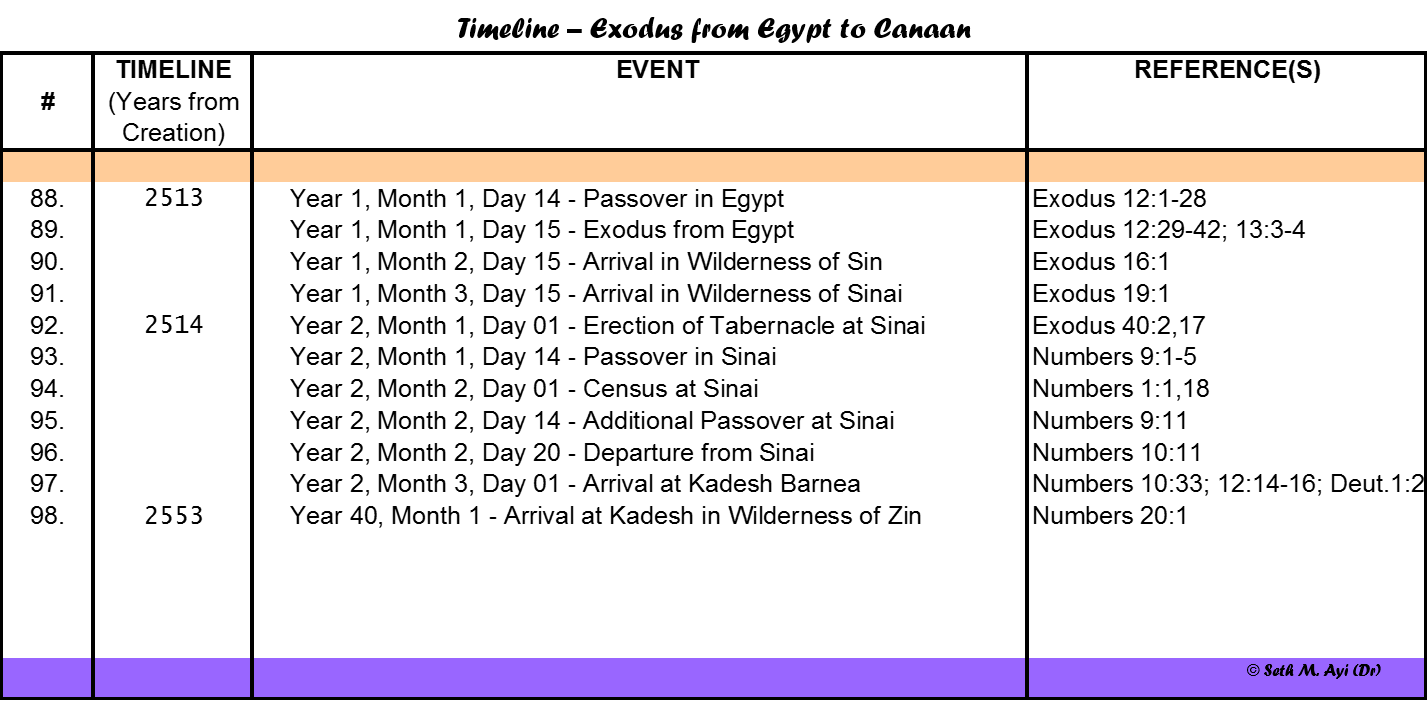 Timeline – Exodus from Egypt to Canaan
# TIMELINE (Years from Creation) EVENT REFERENCE(S)
88. 2513 Year 1, Month 1, Day 14 - Passover in Egypt Exodus 12:1-28
89. Year 1, Month 1, Day 15 - Exodus from Egypt Exodus 12:29-42; 13:3-4
90. Year 1, Month 2, Day 15 - Arrival in Wilderness of Sin Exodus 16:1
91. Year 1, Month 3, Day 15 - Arrival in Wilderness of Sinai Exodus 19:1
92. 2514 Year 2, Month 1, Day 01 - Erection of Tabernacle at Sinai Exodus 40:2,17
93. Year 2, Month 1, Day 14 - Passover in Sinai Numbers 9:1-5
94. Year 2, Month 2, Day 01 - Census at Sinai Numbers 1:1,18
95. Year 2, Month 2, Day 14 - Additional Passover at Sinai Numbers 9:11
96. Year 2, Month 2, Day 20 - Departure from Sinai Numbers 10:11
97. Year 2, Month 3, Day 01 - Arrival at Kadesh Barnea Numbers 10:33; 12:14-16; Deut.1:2
98. 2553 Year 40, Month 1 - Arrival at Kadesh in Wilderness of Zin Numbers 20:1
© Seth M. Ayi (Dr)